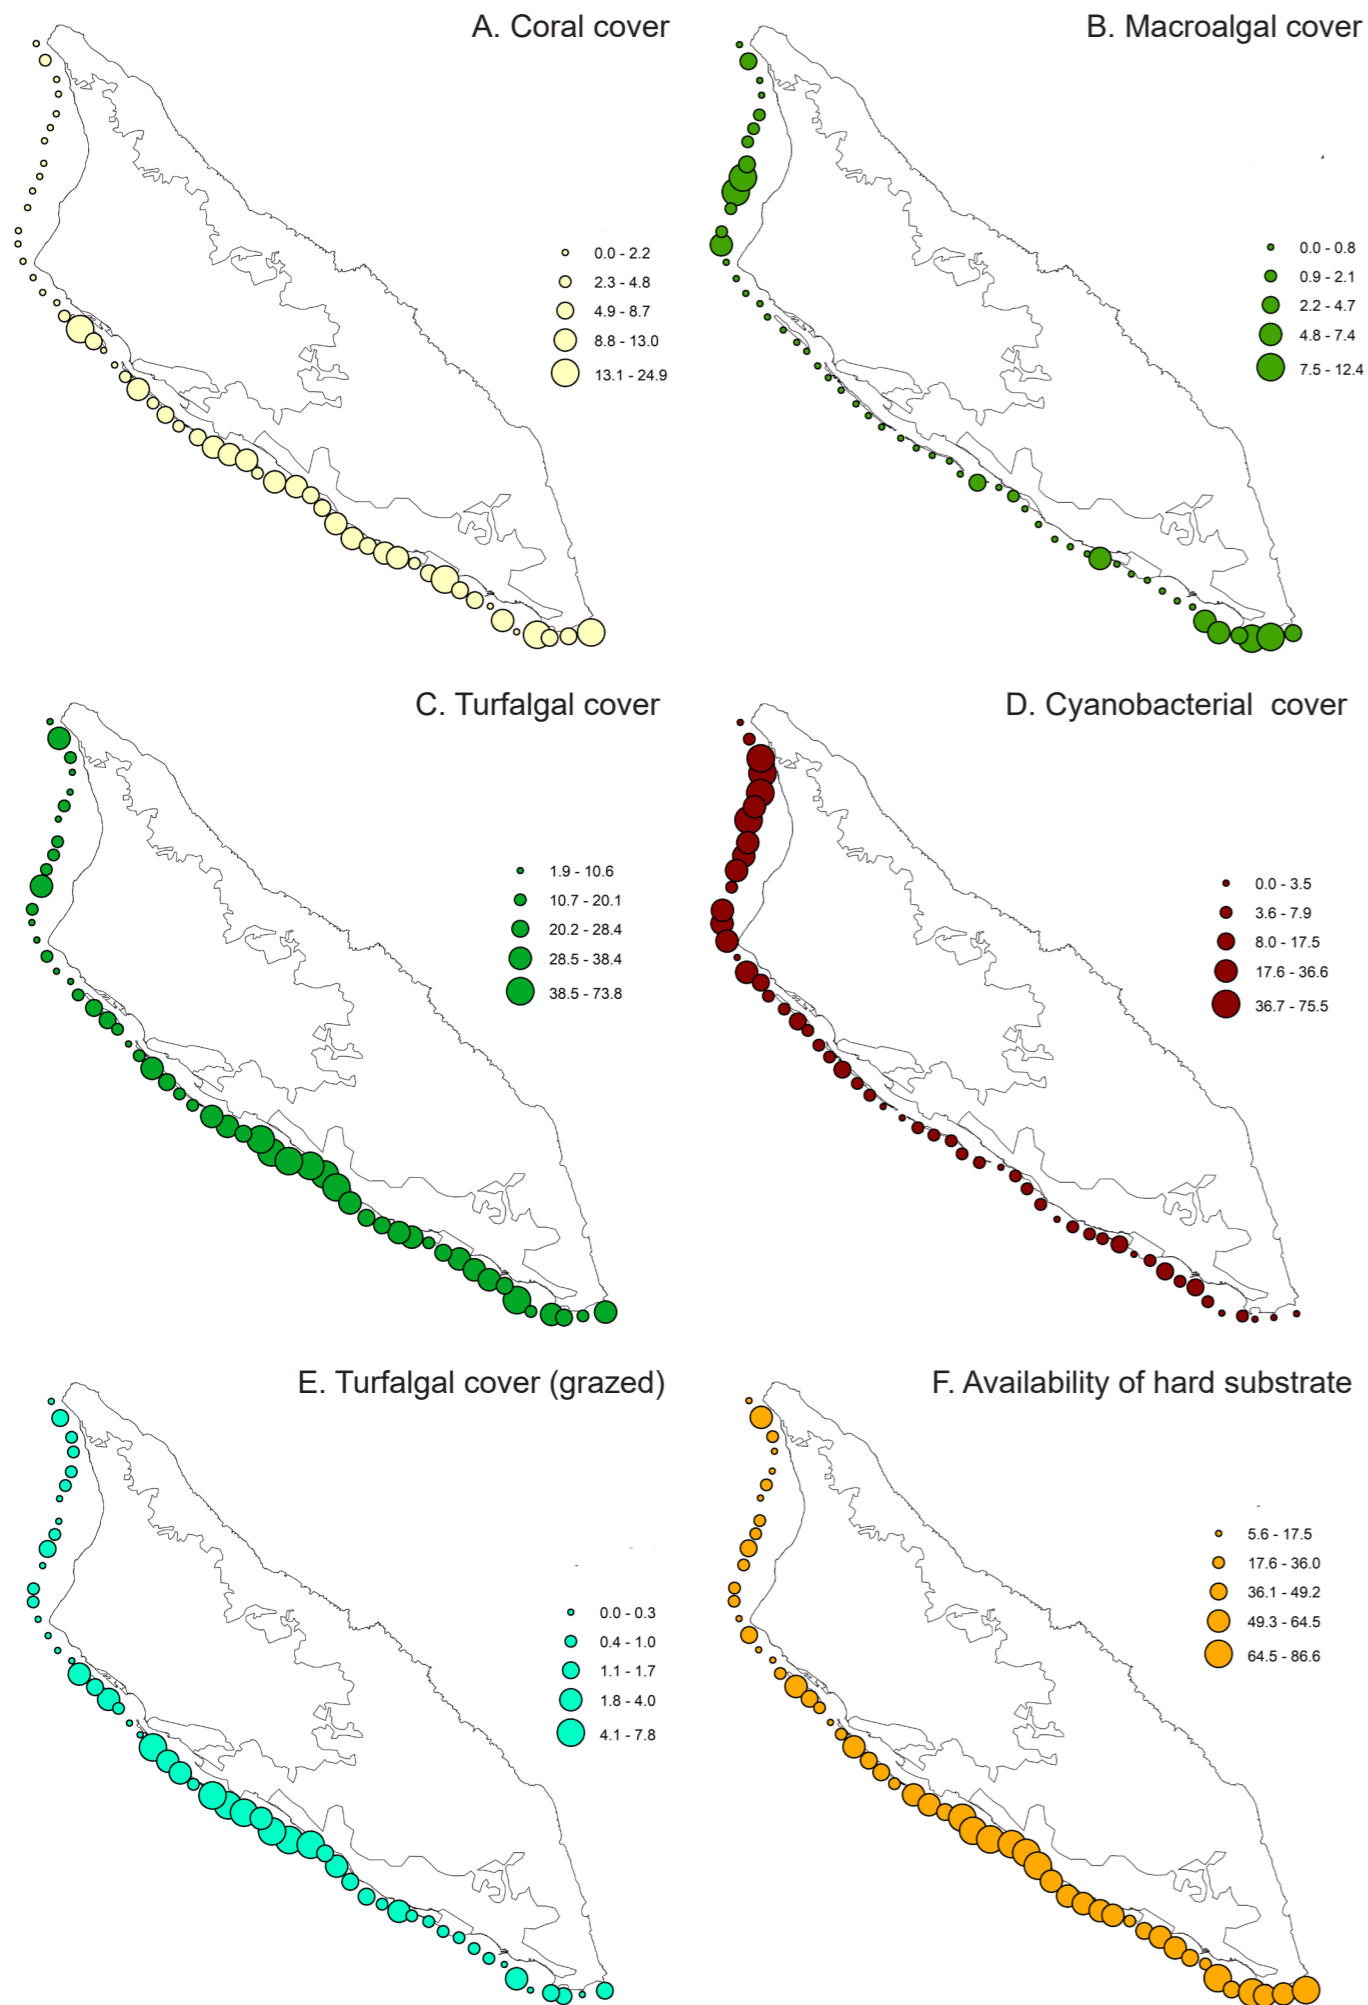 A. Coral cover
0.0 - 2.2
2.3 - 4.8
4.9 - 8.7
8.8 - 13.0
13.1 - 24.9
B. Macroalgal cover
0.0 - 0.8
0.9 - 2.1
2.2 - 4.7
4.8 - 7.4
7.5 - 12.4
C. Turfalgal cover
1.9 - 10.6
10.7 - 20.1
20.2 - 28.4
28.5 - 38.4
38.5 - 73.8
D. Cyanobacterial  cover
0.0 - 3.5
3.6 - 7.9
8.0 - 17.5
17.6 - 36.6
36.7 - 75.5
E. Turfalgal cover (grazed)
0.0 - 0.3
0.4 - 1.0
1.1 - 1.7
1.8 - 4.0
4.1 - 7.8
F. Availability of hard substrate
5.6 - 17.5
17.6 - 36.0
36.1 - 49.2
49.3 - 64.5
64.5 - 86.6